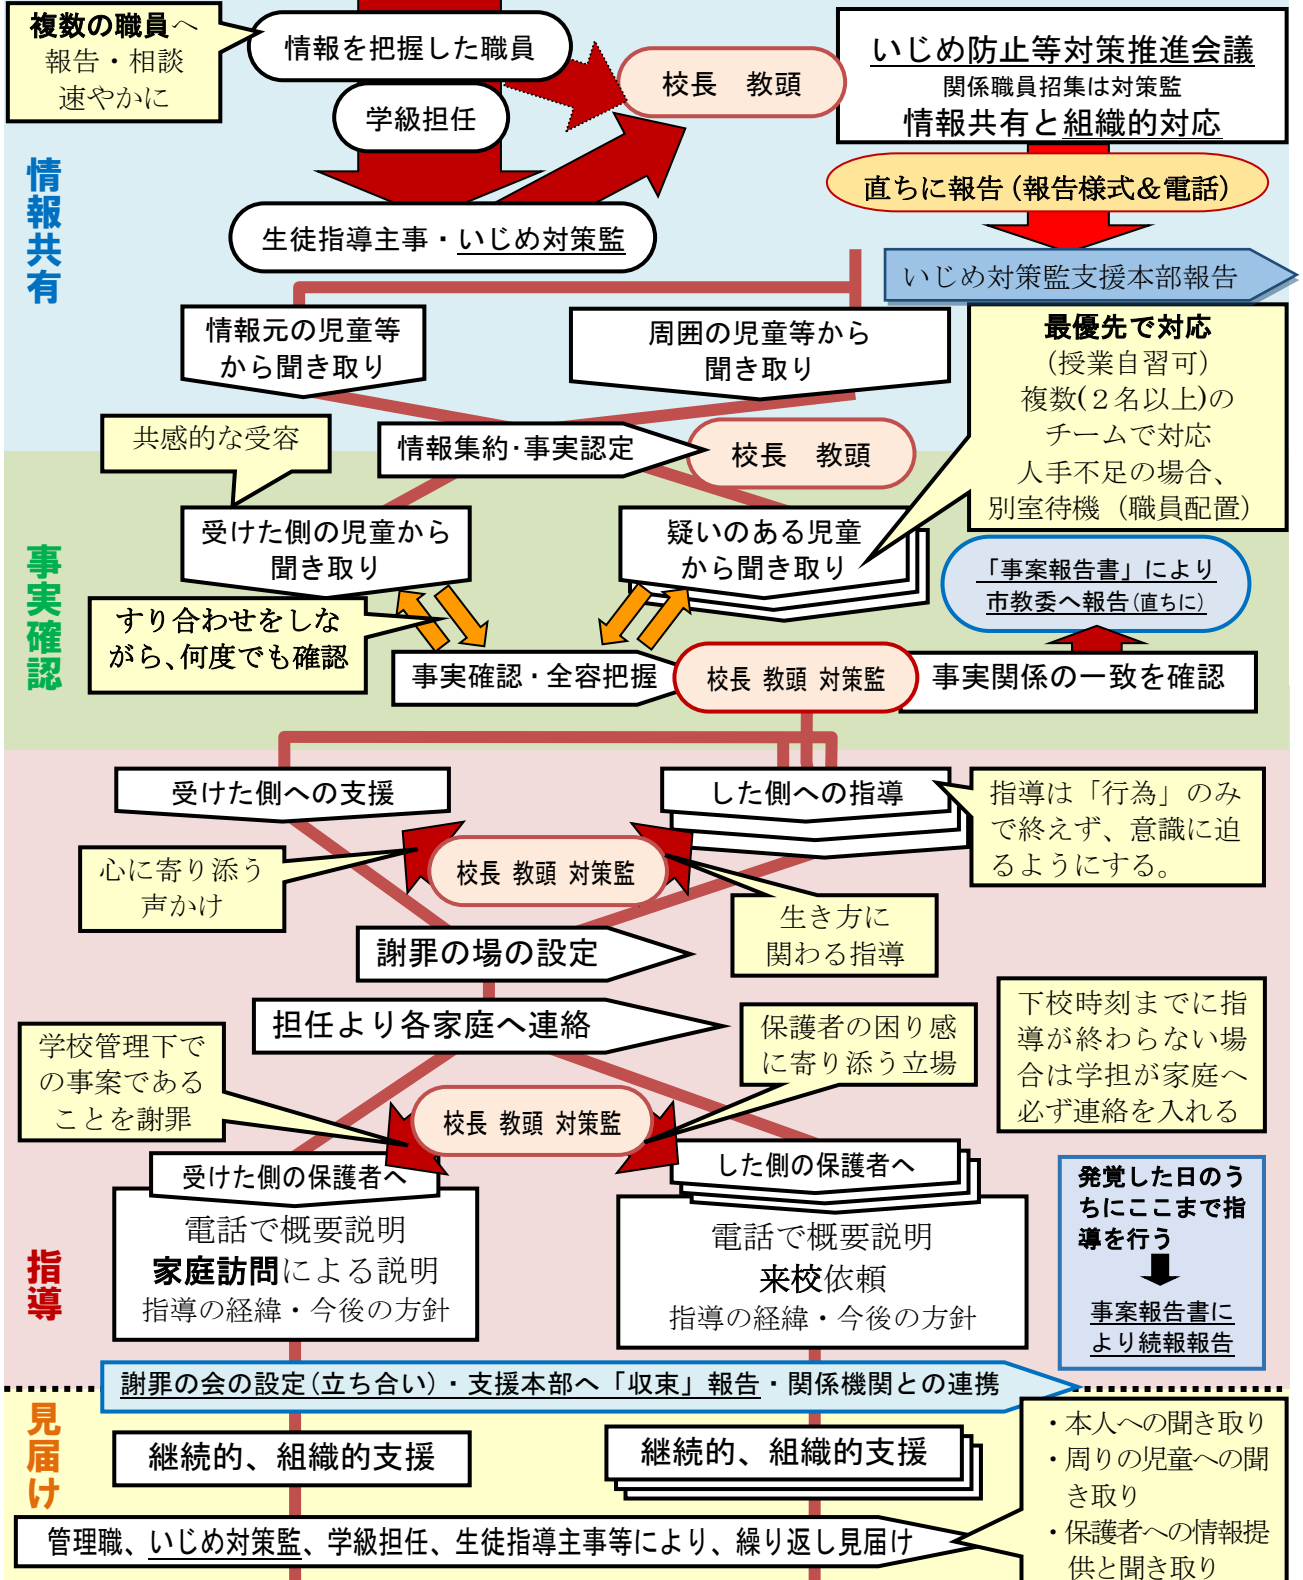 複数の職員へ
報告・相談
速やかに
情報を把握した職員
学級担任
校長　教頭
いじめ防止等対策推進会議
関係職員招集は対策監
情報共有と組織的対応
直ちに報告（報告様式＆電話）
生徒指導主事・いじめ対策監
いじめ対策監支援本部報告
情報共有
情報元の児童等
から聞き取り
周囲の児童等から
聞き取り
最優先で対応
（授業自習可）
複数(２名以上)の
チームで対応
人手不足の場合、
別室待機（職員配置）
共感的な受容
情報集約・事実認定
校長　教頭
事実確認
受けた側の児童から
聞き取り
疑いのある児童
から聞き取り
「事案報告書」により
市教委へ報告（直ちに）
すり合わせをしな
がら、何度でも確認
事実確認・全容把握
校長 教頭 対策監
事実関係の一致を確認
指導
受けた側への支援
した側への指導
指導は「行為」のみ
で終えず、意識に迫
るようにする。
心に寄り添う
声かけ
校長 教頭 対策監
生き方に
関わる指導
謝罪の場の設定
担任より各家庭へ連絡
学校管理下で
の事案である
ことを謝罪
保護者の困り感
に寄り添う立場
下校時刻までに指
導が終わらない場
合は学担が家庭へ
必ず連絡を入れる
校長 教頭 対策監
受けた側の保護者へ
電話で概要説明
家庭訪問による説明
指導の経緯・今後の方針
した側の保護者へ
電話で概要説明
来校依頼
指導の経緯・今後の方針
発覚した日のう
ちにここまで指
導を行う
事案報告書に
より続報報告
謝罪の会の設定（立ち合い）・支援本部へ「収束」報告・関係機関との連携
見届け
継続的、組織的支援
継続的、組織的支援
管理職、いじめ対策監、学級担任、生徒指導主事等により、繰り返し見届け
・本人への聞き取り
・周りの児童への聞
き取り
・保護者への情報提
供と聞き取り